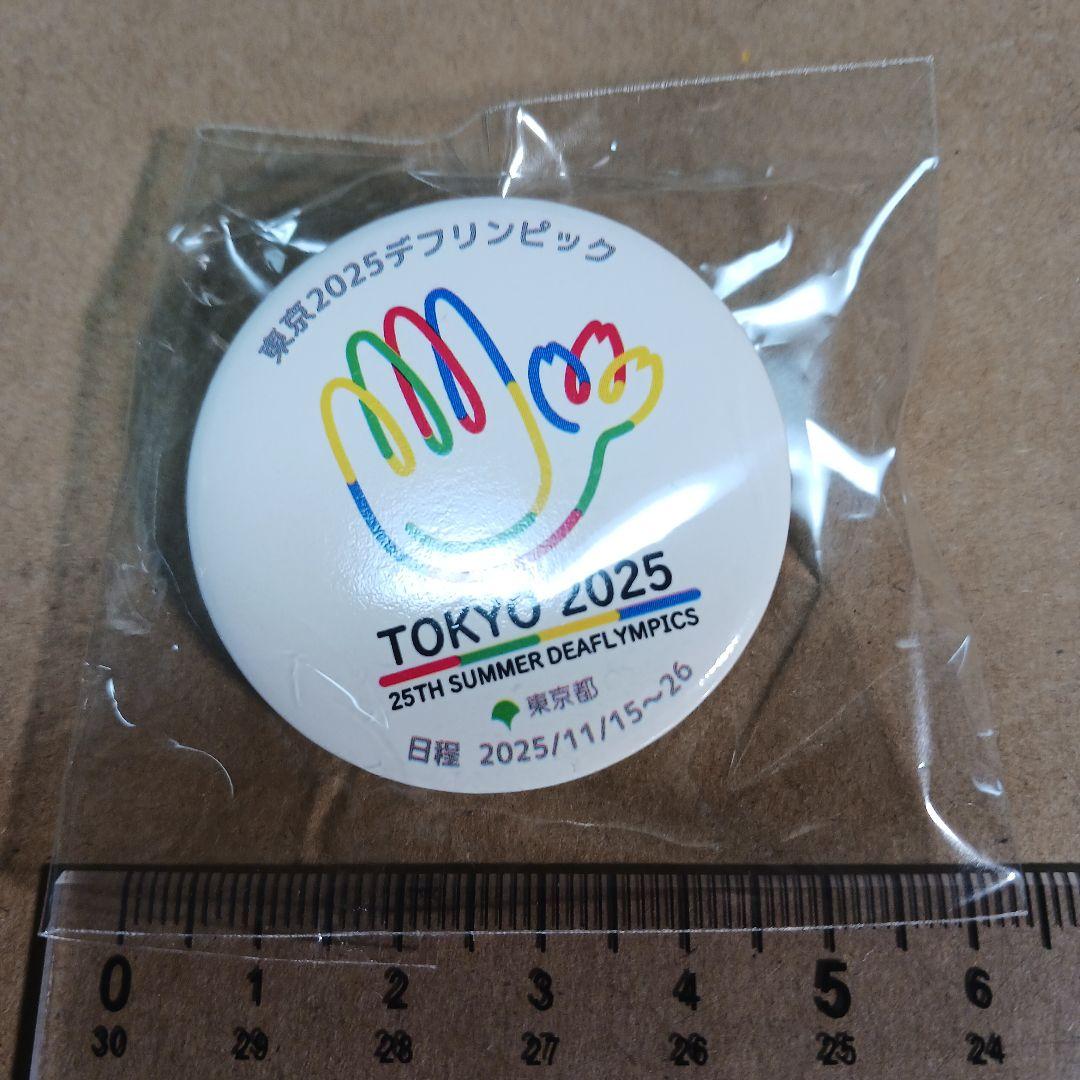 東京2025デフリンピック
TOKYO 2025
25TH SUMMER DEAFLYMPICS
東京都
日程 2025/11/15～26
0 1 2 3 4 5 6
30 29 28 27 26 25 24